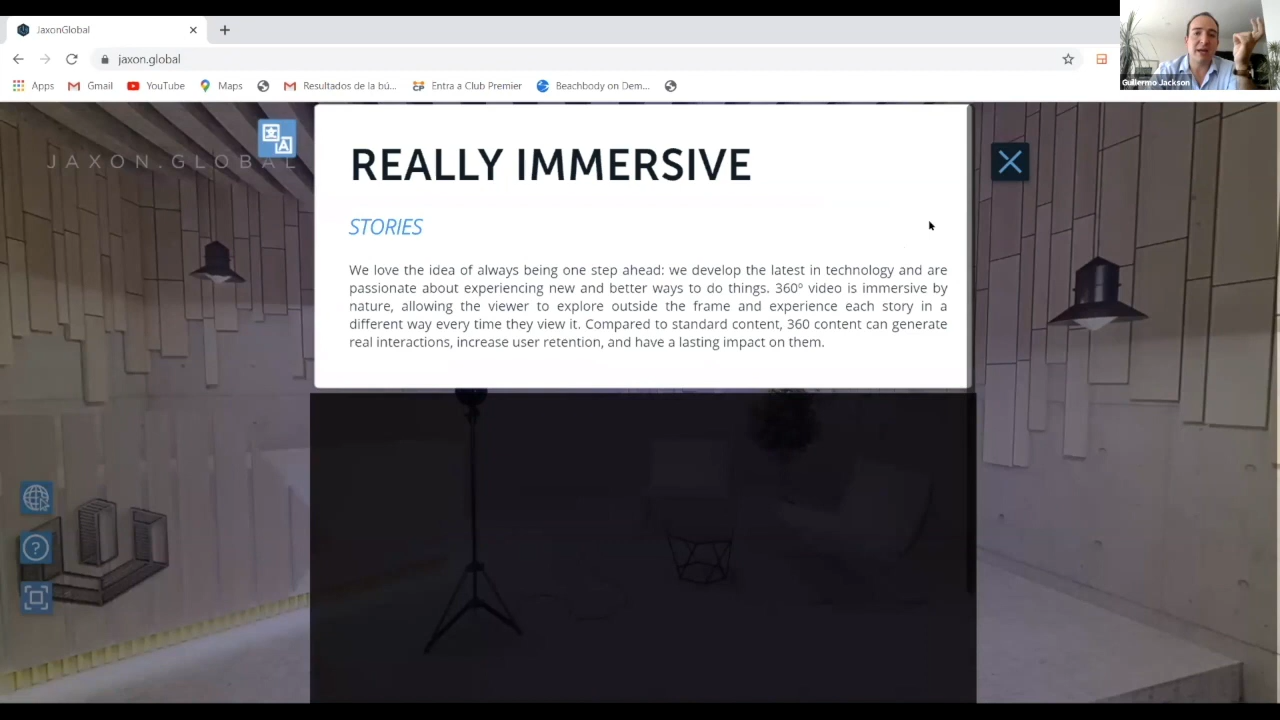 JaxonGlobal
jaxon.global
Apps
Gmail
YouTube
Maps
Resultados de la bú...
Entra a Club Premier
Beachbody on Dem...
Guillermo Jackson
JAXON.GLOBAL
REALLY IMMERSIVE
STORIES
We love the idea of always being one step ahead: we develop the latest in technology and are
passionate about experiencing new and better ways to do things. 360º video is immersive by
nature, allowing the viewer to explore outside the frame and experience each story in a
different way every time they view it. Compared to standard content, 360 content can generate
real interactions, increase user retention, and have a lasting impact on them.